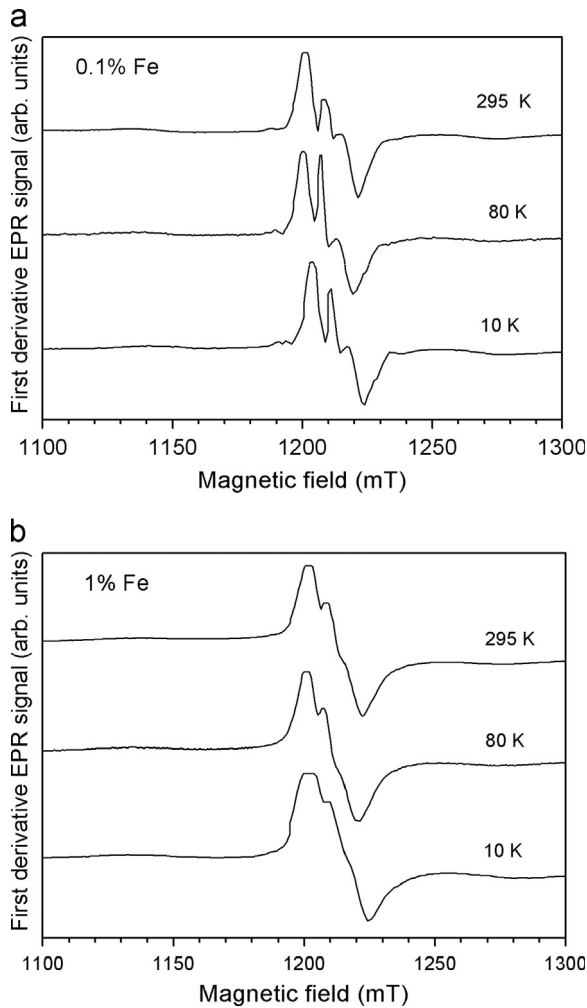 a
0.1% Fe
295 K
80 K
10 K
First derivative EPR signal (arb. units)
1100 1150 1200 1250 1300
Magnetic field (mT)
b
1% Fe
295 K
80 K
10 K
First derivative EPR signal (arb. units)
1100 1150 1200 1250 1300
Magnetic field (mT)